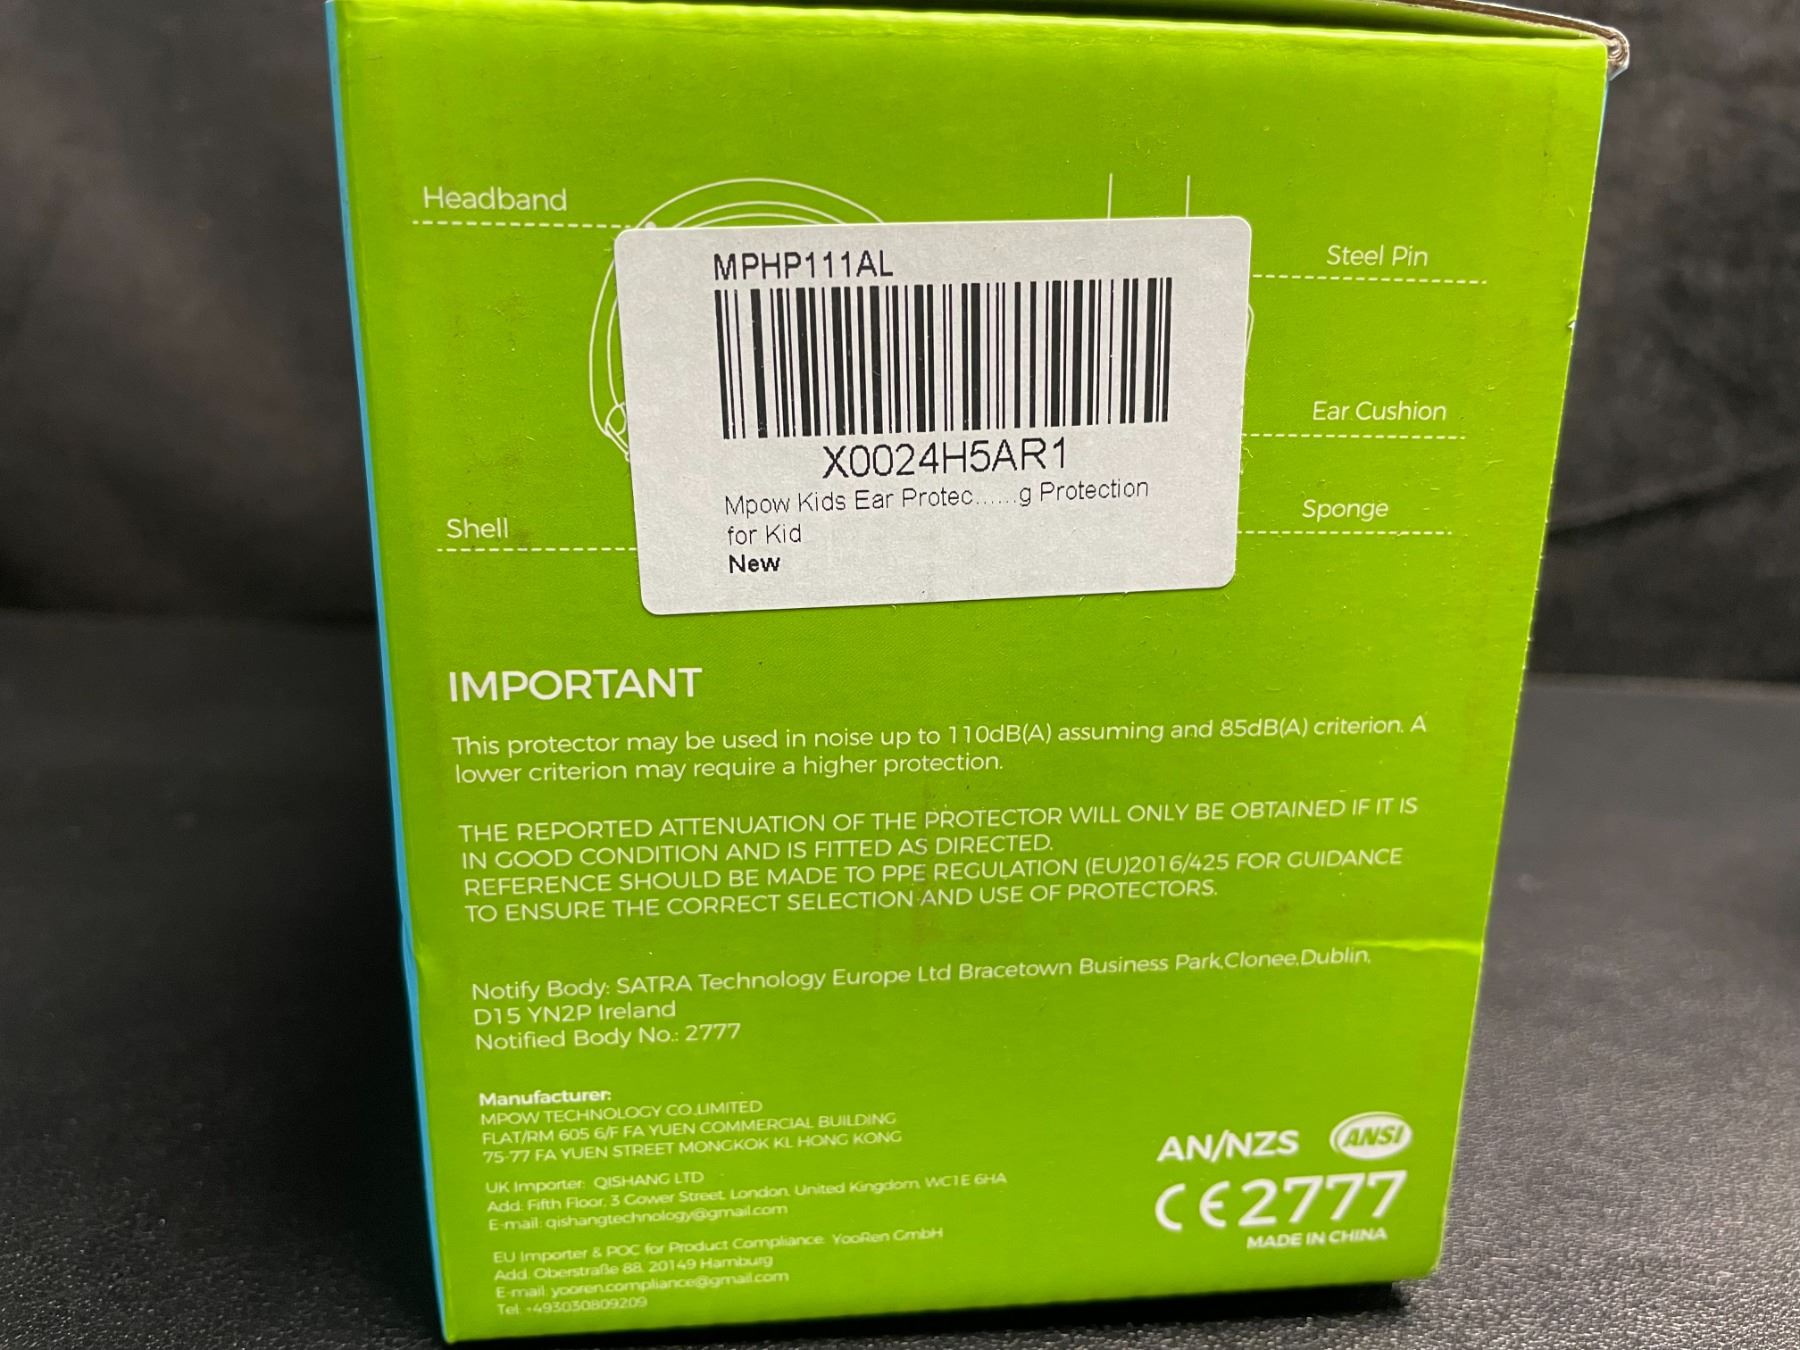 Headband
Steel Pin
Ear Cushion
Sponge
Shell
MPHP111AL
X0024H5AR1
Mpow Kids Ear Protec......g Protection
for Kid
New
IMPORTANT
This protector may be used in noise up to 110dB(A) assuming and 85dB(A) criterion. A
lower criterion may require a higher protection.
THE REPORTED ATTENUATION OF THE PROTECTOR WILL ONLY BE OBTAINED IF IT IS
IN GOOD CONDITION AND IS FITTED AS DIRECTED.
REFERENCE SHOULD BE MADE TO PPE REGULATION (EU)2016/425 FOR GUIDANCE
TO ENSURE THE CORRECT SELECTION AND USE OF PROTECTORS.
Notify Body: SATRA Technology Europe Ltd Bracetown Business Park,Clonee,Dublin,
D15 YN2P Ireland
Notified Body No.: 2777
Manufacturer:
MPOW TECHNOLOGY CO.,LIMITED
FLAT/RM 605 6/F FA YUEN COMMERCIAL BUILDING
75-77 FA YUEN STREET MONGKOK KL HONG KONG
UK Importer: QISHANG LTD
Add: Fifth Floor, 3 Gower Street, London, United Kingdom, WC1E 6HA
E-mail: qishangtechnology@gmail.com
EU Importer & POC for Product Compliance: YooRen GmbH
Add: Oberstraße 88, 20149 Hamburg
E-mail: yooren.compliance@gmail.com
Tel: +493030809209
AN/NZS ANSI
CE2777
MADE IN CHINA